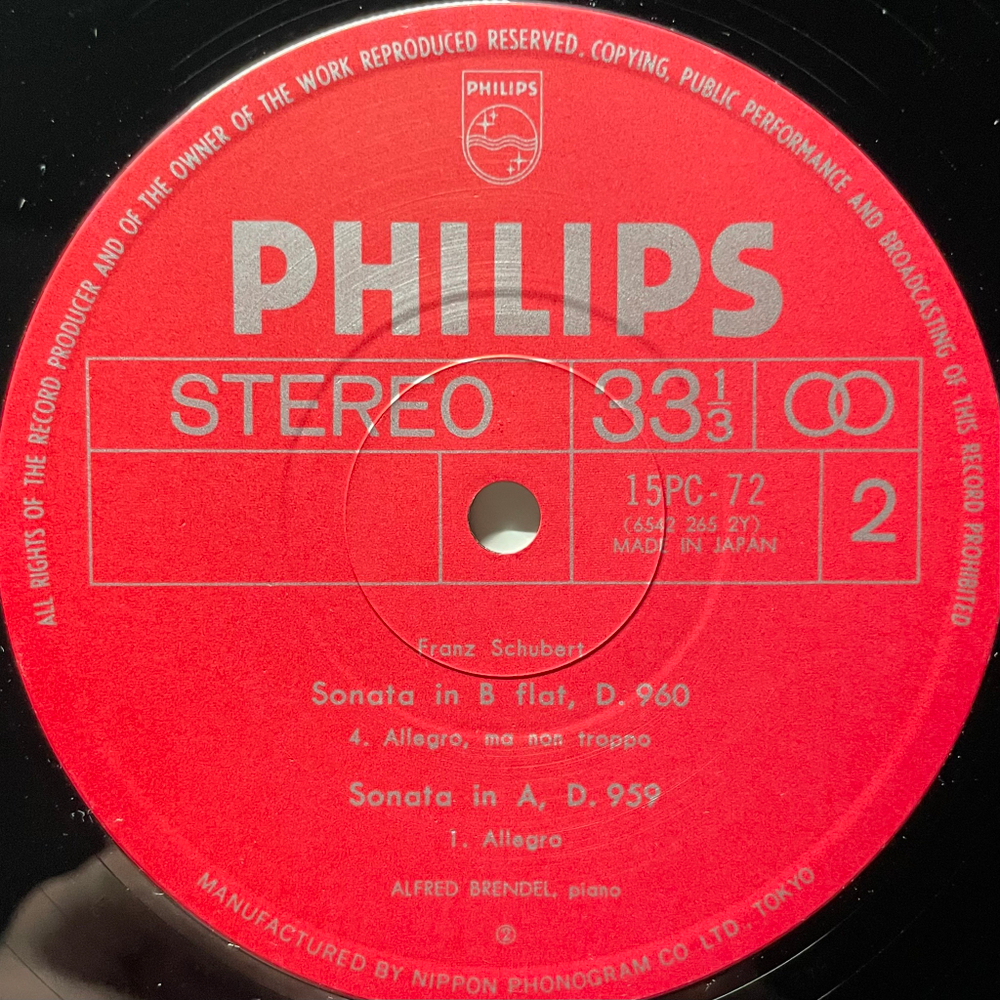 ALL RIGHTS OF THE RECORD PRODUCER AND OF THE OWNER OF THE WORK REPRODUCED RESERVED. COPYING, PUBLIC PERFORMANCE AND BROADCASTING OF THIS RECORD PROHIBITED
PHILIPS
PHILIPS
STEREO
33 1/3
15PC-72
(6542 265 2Y)
MADE IN JAPAN
2
Franz Schubert
Sonata in B flat, D. 960
4. Allegro, ma non troppo
Sonata in A, D. 959
1. Allegro
ALFRED BRENDEL, piano
②
MANUFACTURED BY NIPPON PHONOGRAM CO. LTD., TOKYO